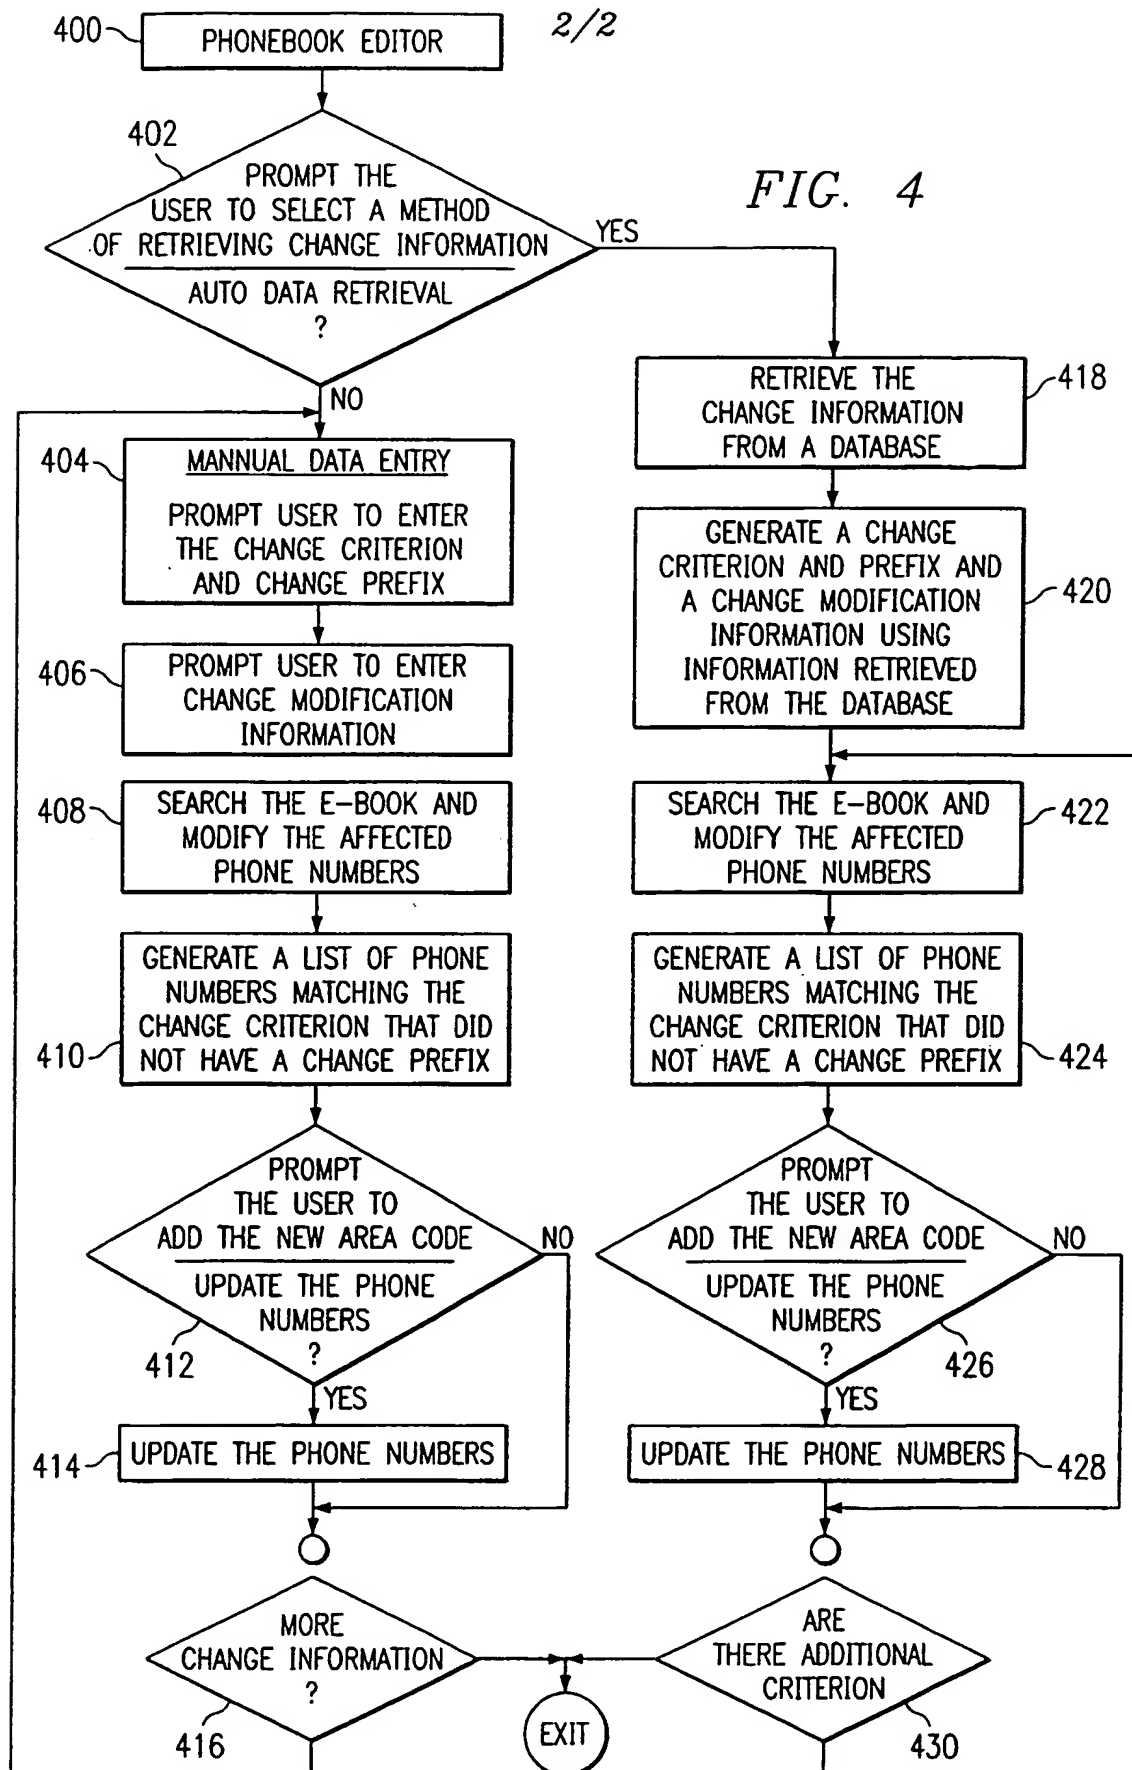 2/2
400
PHONEBOOK EDITOR
402
PROMPT THE
USER TO SELECT A METHOD
OF RETRIEVING CHANGE INFORMATION
AUTO DATA RETRIEVAL
?
YES
NO
FIG. 4
404
MANNUAL DATA ENTRY
PROMPT USER TO ENTER
THE CHANGE CRITERION
AND CHANGE PREFIX
406
PROMPT USER TO ENTER
CHANGE MODIFICATION
INFORMATION
408
SEARCH THE E-BOOK AND
MODIFY THE AFFECTED
PHONE NUMBERS
410
GENERATE A LIST OF PHONE
NUMBERS MATCHING THE
CHANGE CRITERION THAT DID
NOT HAVE A CHANGE PREFIX
PROMPT
THE USER TO
ADD THE NEW AREA CODE
UPDATE THE PHONE
NUMBERS
?
412
NO
YES
414
UPDATE THE PHONE NUMBERS
MORE
CHANGE INFORMATION
?
416
EXIT
RETRIEVE THE
CHANGE INFORMATION
FROM A DATABASE
418
GENERATE A CHANGE
CRITERION AND PREFIX AND
A CHANGE MODIFICATION
INFORMATION USING
INFORMATION RETRIEVED
FROM THE DATABASE
420
SEARCH THE E-BOOK AND
MODIFY THE AFFECTED
PHONE NUMBERS
422
GENERATE A LIST OF PHONE
NUMBERS MATCHING THE
CHANGE CRITERION THAT DID
NOT HAVE A CHANGE PREFIX
424
PROMPT
THE USER TO
ADD THE NEW AREA CODE
UPDATE THE PHONE
NUMBERS
?
426
NO
YES
UPDATE THE PHONE NUMBERS
428
ARE
THERE ADDITIONAL
CRITERION
430